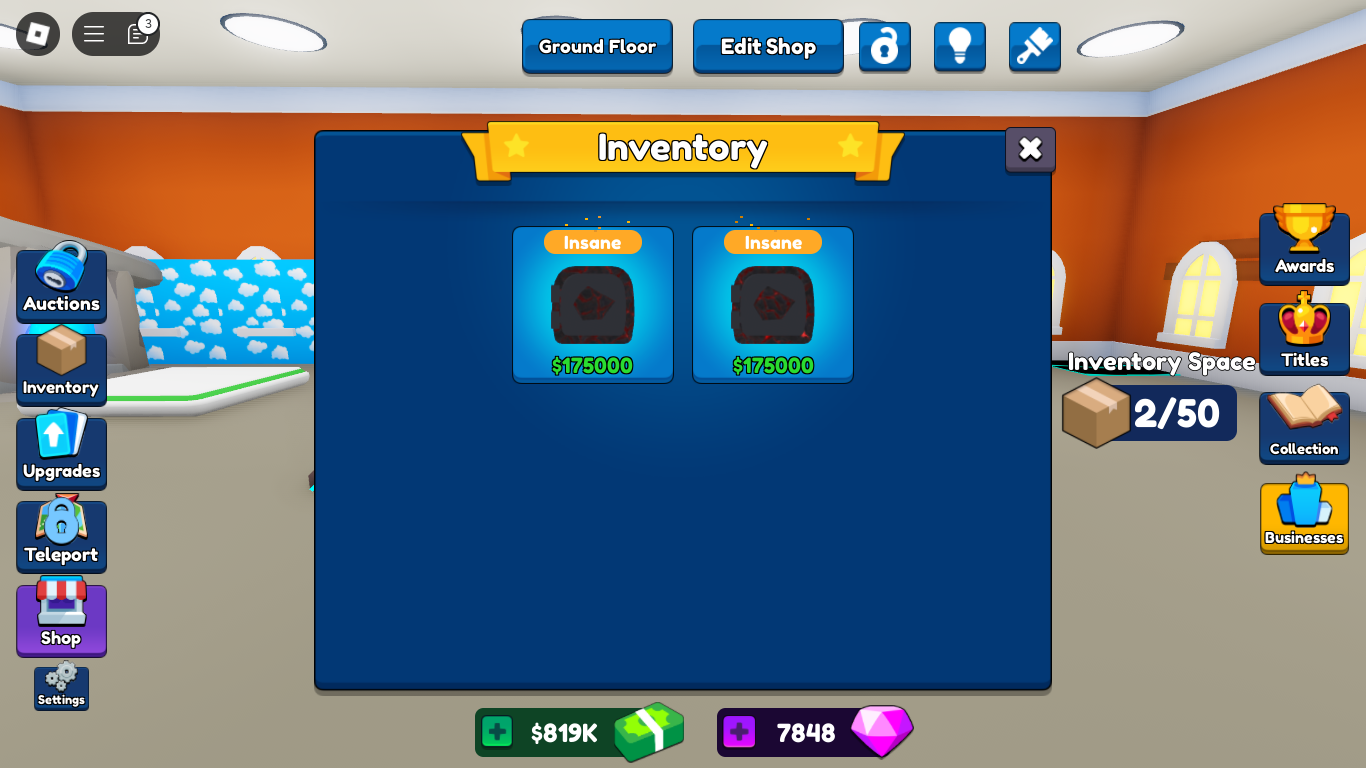 3
Ground Floor
Edit Shop
Inventory
Insane
$175000
Insane
$175000
Auctions
Inventory
Upgrades
Teleport
Shop
Settings
Awards
Titles
Inventory Space
2/50
Collection
Businesses
$819K
7848